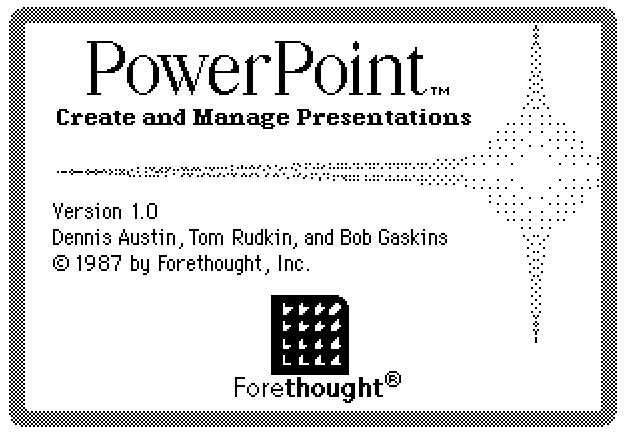 PowerPoint™
Create and Manage Presentations
Version 1.0
Dennis Austin, Tom Rudkin, and Bob Gaskins
© 1987 by Forethought, Inc.
Forethought®